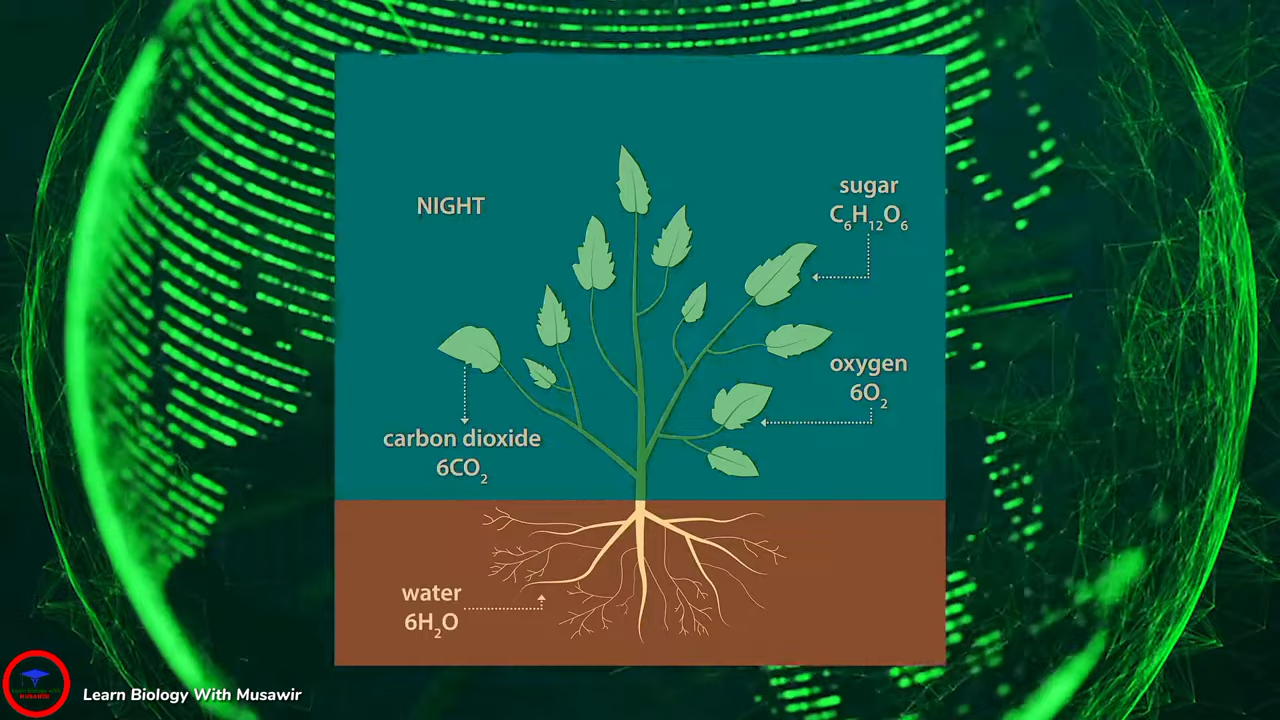 NIGHT
sugar
C₆H₁₂O₆
oxygen
6O₂
carbon dioxide
6CO₂
water
6H₂O
Learn Biology With Musawir